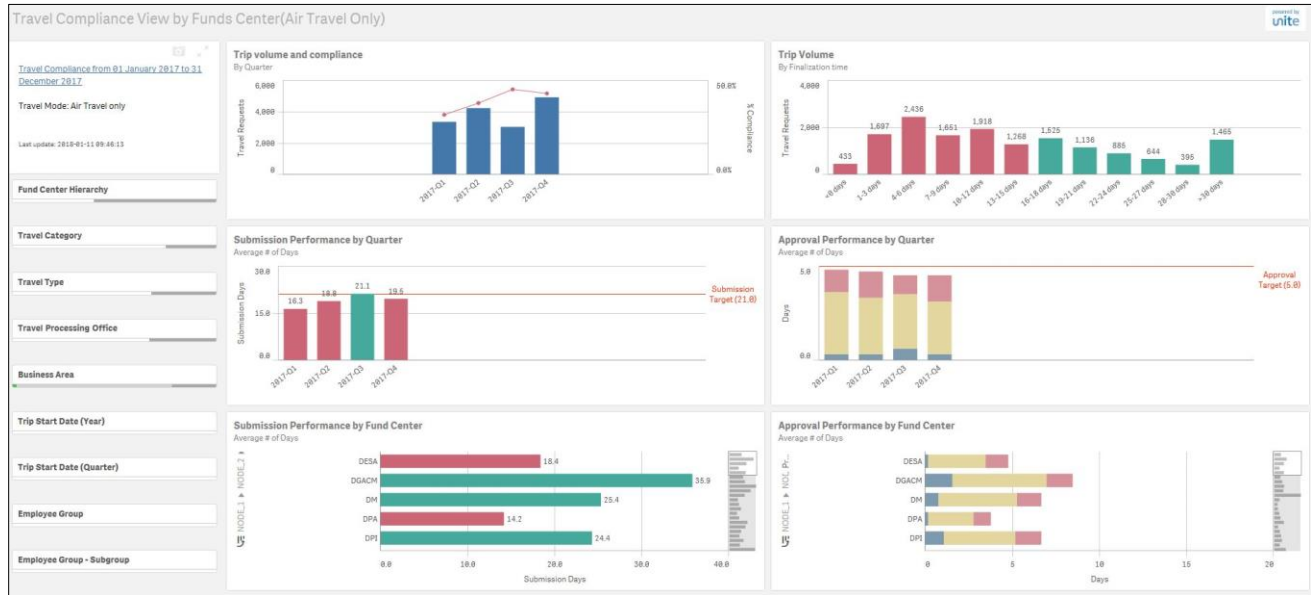 Travel Compliance View by Funds Center(Air Travel Only)
powered by
unite
Travel Compliance from 01 January 2017 to 31
December 2017
Travel Mode: Air Travel only
Last update: 2018-01-11 09:46:13
Fund Center Hierarchy
Travel Category
Travel Type
Travel Processing Office
Business Area
Trip Start Date (Year)
Trip Start Date (Quarter)
Employee Group
Employee Group - Subgroup
Trip volume and compliance
By Quarter
Travel Requests
6,000
4,000
2,000
0
50.0%
0.0%
% Compliance
2017-Q1
2017-Q2
2017-Q3
2017-Q4
Trip Volume
By Finalization time
Travel Requests
4,000
2,000
0
433
1,697
2,436
1,651
1,918
1,268
1,525
1,136
885
644
395
1,465
<0 days
1-3 days
4-6 days
7-9 days
10-12 days
13-15 days
16-18 days
19-21 days
22-24 days
25-27 days
28-30 days
>30 days
Submission Performance by Quarter
Average # of Days
Submission Days
30.0
15.0
0.0
16.3
18.8
21.1
19.5
Submission
Target (21.0)
2017-Q1
2017-Q2
2017-Q3
2017-Q4
Approval Performance by Quarter
Average # of Days
Days
5.0
0.0
Approval
Target (5.0)
2017-Q1
2017-Q2
2017-Q3
2017-Q4
Submission Performance by Fund Center
Average # of Days
NODE_1 ▸ NODE_2
DESA
DGACM
DM
DPA
DPI
18.4
35.9
25.4
14.2
24.4
0.0
10.0
20.0
30.0
40.0
Submission Days
Approval Performance by Fund Center
Average # of Days
NODE_1 ▸ NO(, Pr...
DESA
DGACM
DM
DPA
DPI
0
5
10
15
20
Days